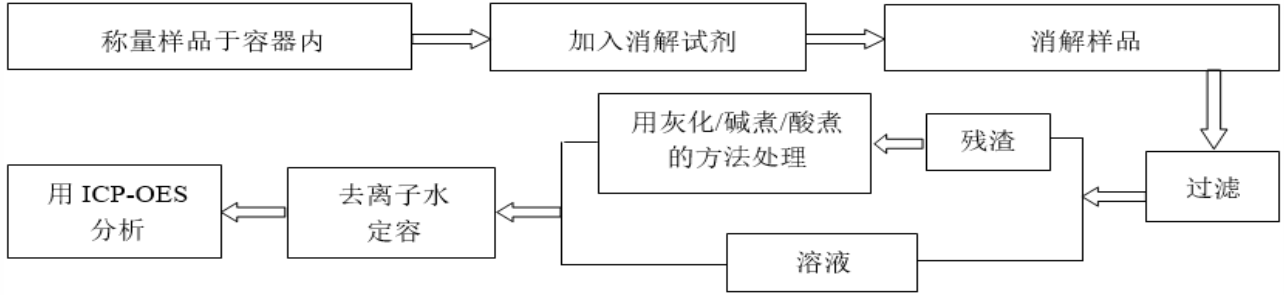 称量样品于容器内
加入消解试剂
消解样品
过滤
残渣
用灰化/碱煮/酸煮
的方法处理
溶液
去离子水
定容
用 ICP-OES
分析